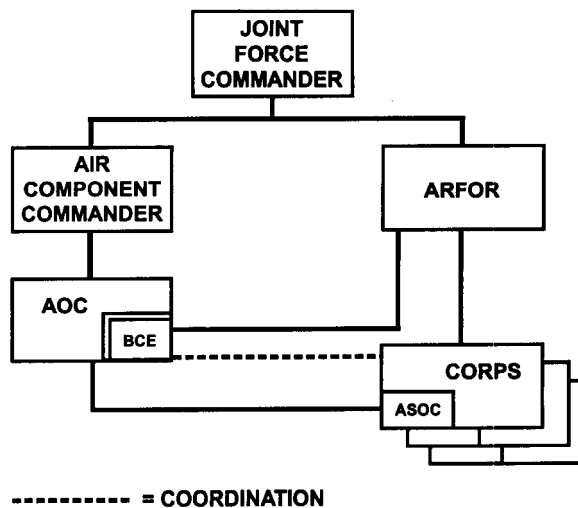 JOINT
FORCE
COMMANDER
AIR
COMPONENT
COMMANDER
ARFOR
AOC
BCE
CORPS
ASOC
= COORDINATION